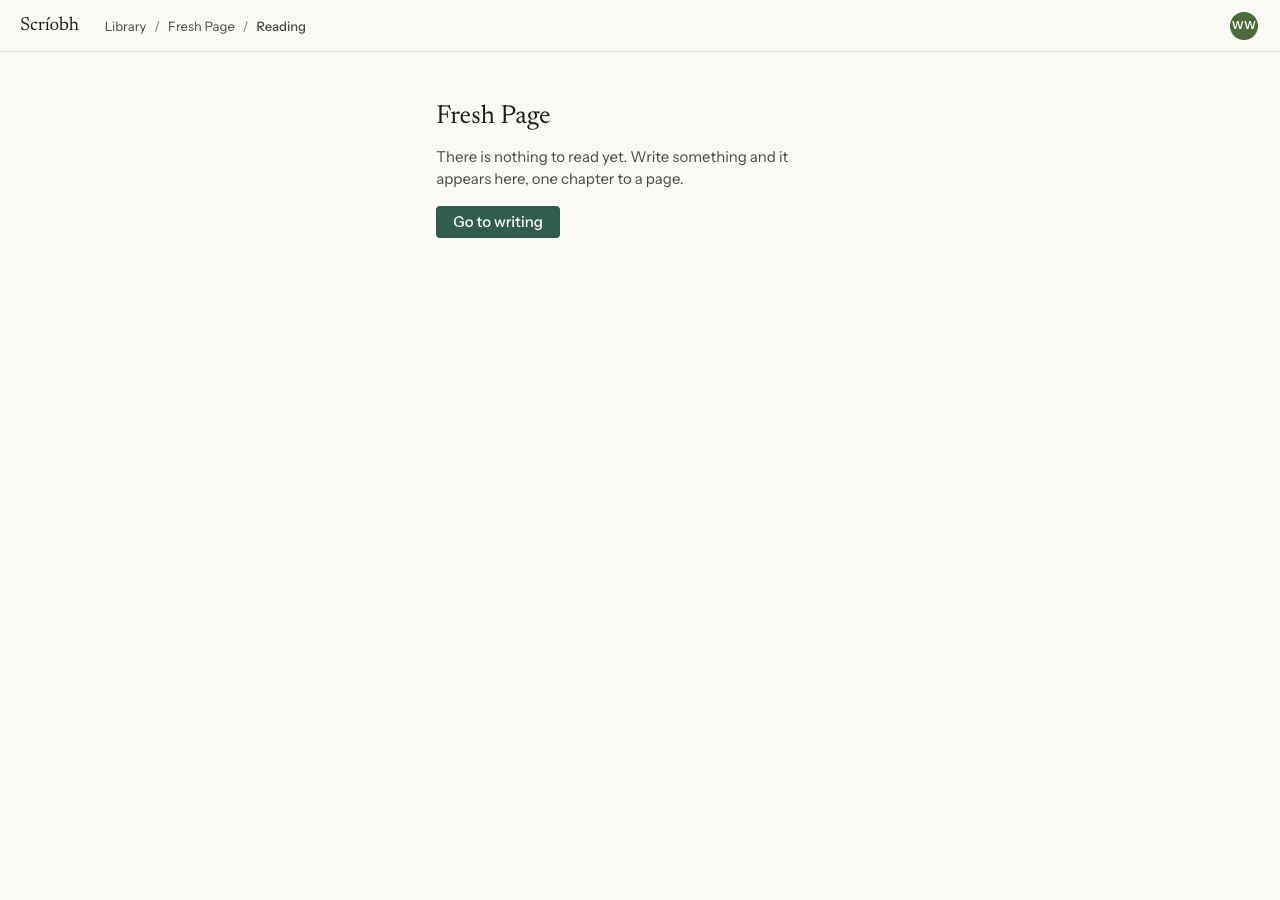 Scríobh
Library / Fresh Page / Reading
WW
Fresh Page
There is nothing to read yet. Write something and it
appears here, one chapter to a page.
Go to writing